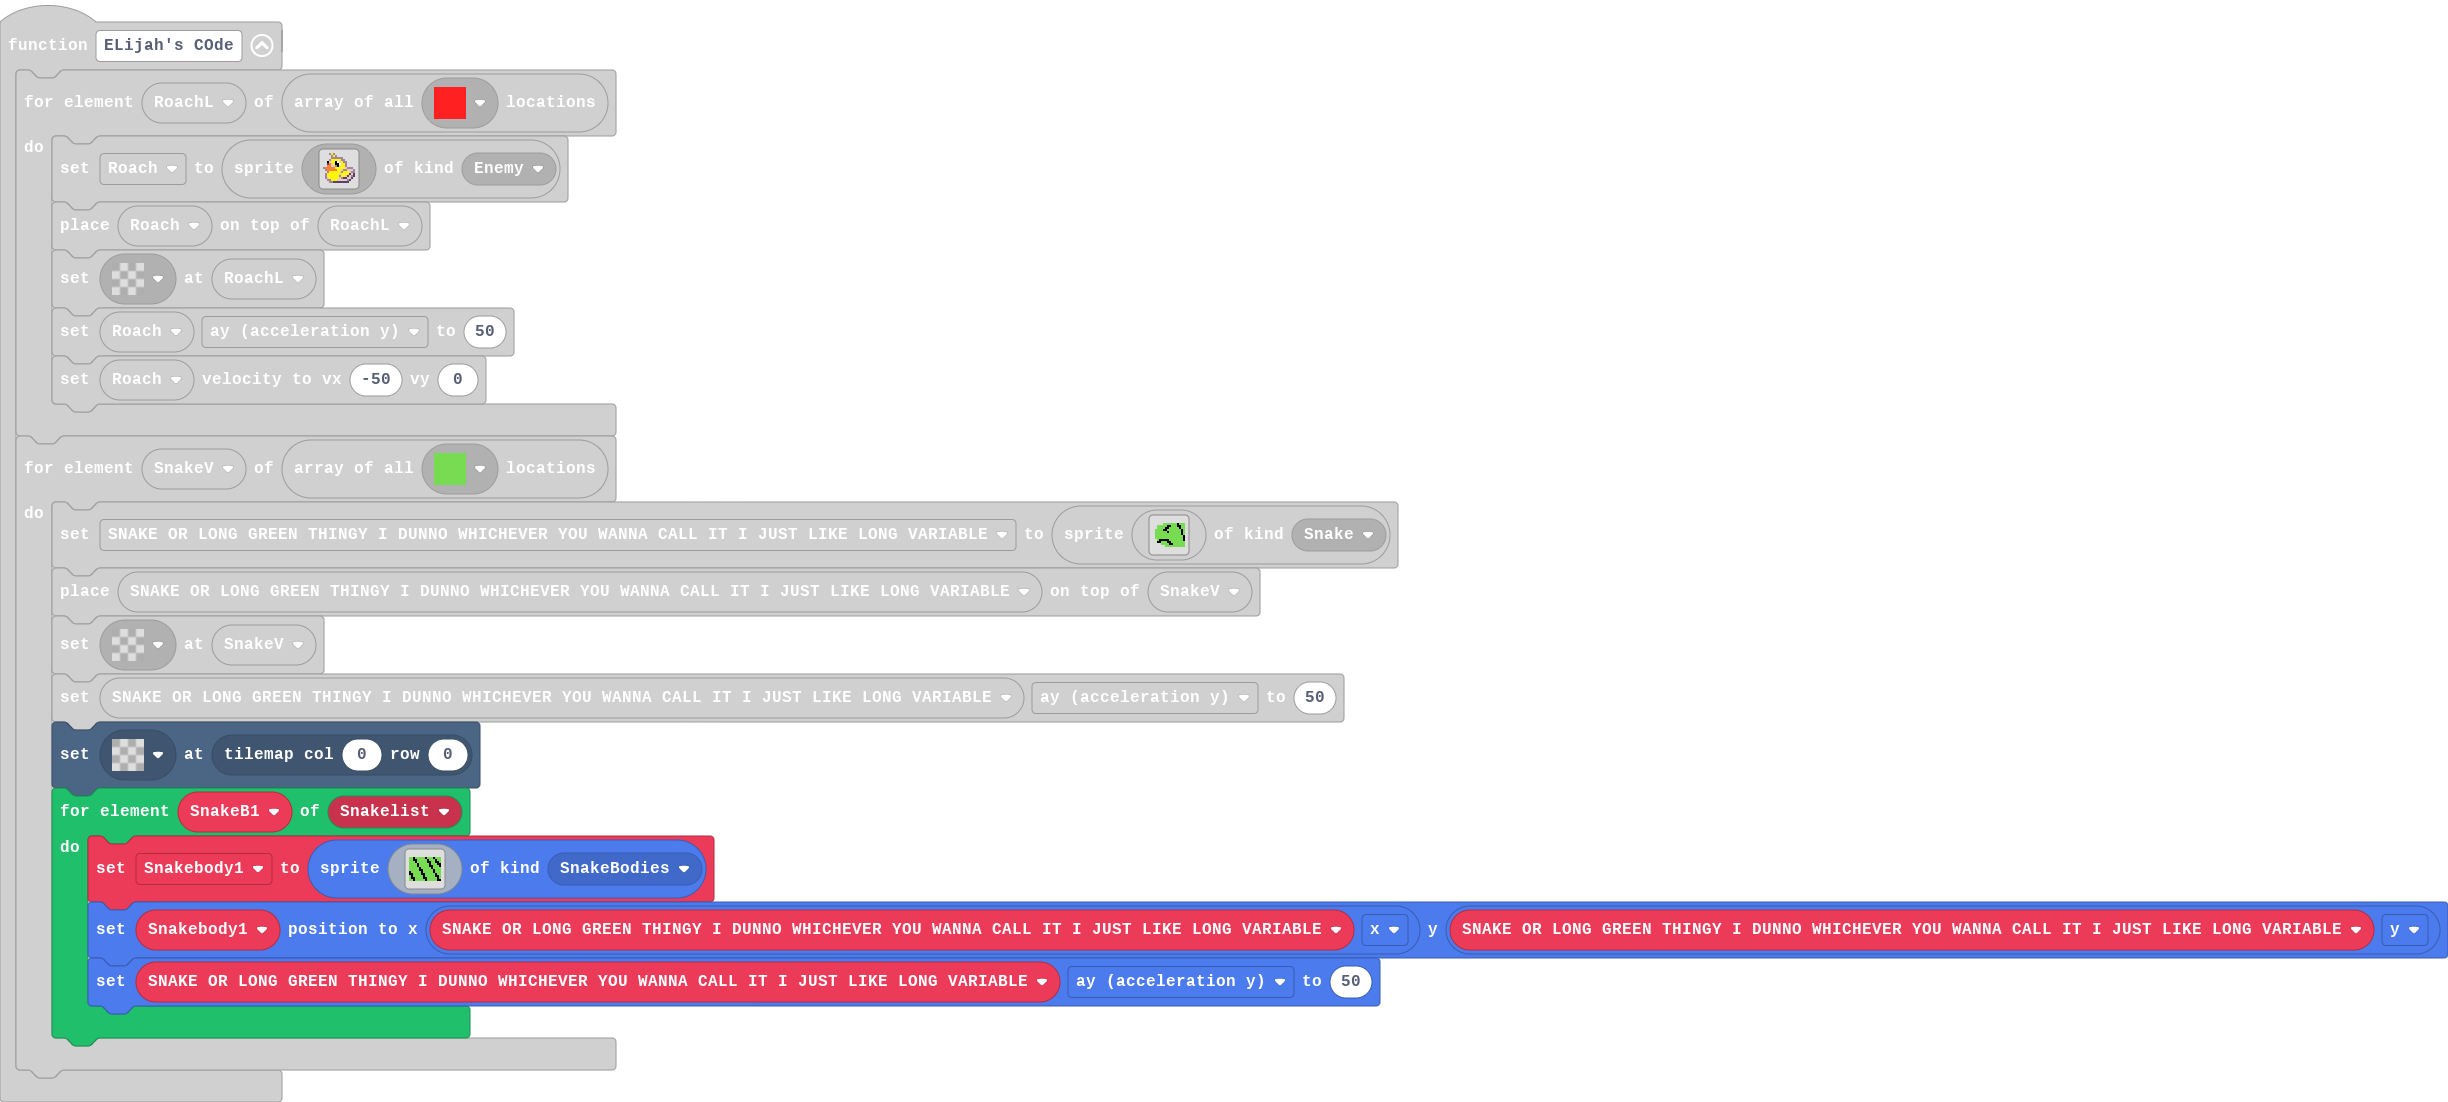 function ELijah's COde
for element RoachL of array of all locations
do
set Roach to sprite of kind Enemy
place Roach on top of RoachL
set at RoachL
set Roach ay (acceleration y) to 50
set Roach velocity to vx -50 vy 0
for element SnakeV of array of all locations
do
set SNAKE OR LONG GREEN THINGY I DUNNO WHICHEVER YOU WANNA CALL IT I JUST LIKE LONG VARIABLE to sprite of kind Snake
place SNAKE OR LONG GREEN THINGY I DUNNO WHICHEVER YOU WANNA CALL IT I JUST LIKE LONG VARIABLE on top of SnakeV
set at SnakeV
set SNAKE OR LONG GREEN THINGY I DUNNO WHICHEVER YOU WANNA CALL IT I JUST LIKE LONG VARIABLE ay (acceleration y) to 50
set at tilemap col 0 row 0
for element SnakeB1 of Snakelist
do
set Snakebody1 to sprite of kind SnakeBodies
set Snakebody1 position to x SNAKE OR LONG GREEN THINGY I DUNNO WHICHEVER YOU WANNA CALL IT I JUST LIKE LONG VARIABLE x y SNAKE OR LONG GREEN THINGY I DUNNO WHICHEVER YOU WANNA CALL IT I JUST LIKE LONG VARIABLE y
set SNAKE OR LONG GREEN THINGY I DUNNO WHICHEVER YOU WANNA CALL IT I JUST LIKE LONG VARIABLE ay (acceleration y) to 50